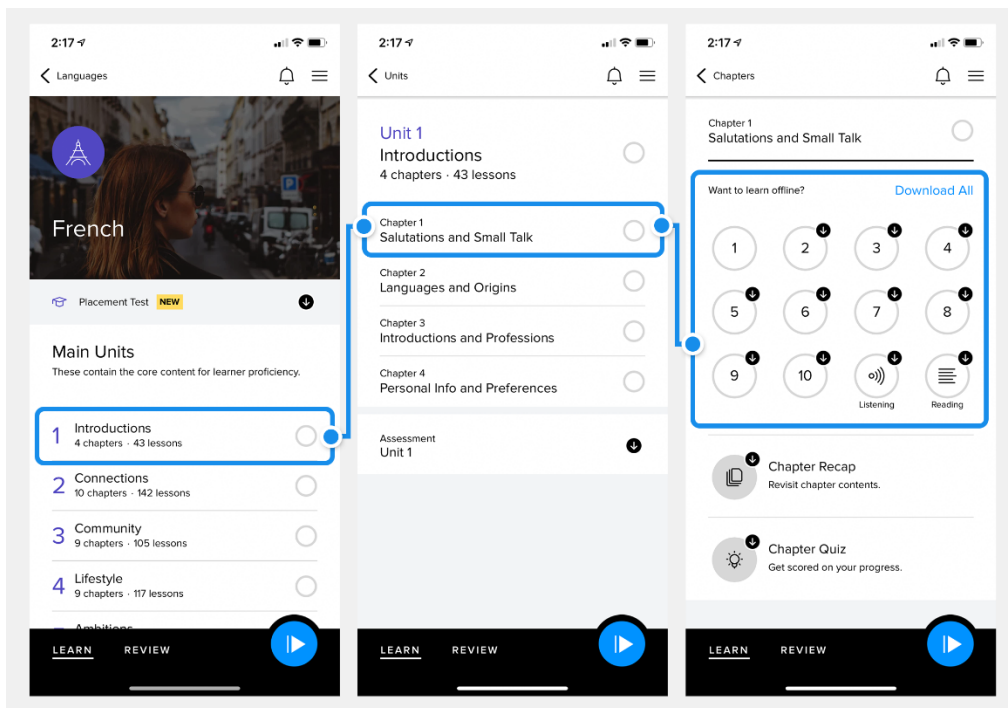 2:17
Languages
French
Placement Test NEW
Main Units
These contain the core content for learner proficiency.
1 Introductions
4 chapters · 43 lessons
2 Connections
10 chapters · 142 lessons
3 Community
9 chapters · 105 lessons
4 Lifestyle
9 chapters · 117 lessons
Ambitions
LEARN REVIEW
2:17
Units
Unit 1
Introductions
4 chapters · 43 lessons
Chapter 1
Salutations and Small Talk
Chapter 2
Languages and Origins
Chapter 3
Introductions and Professions
Chapter 4
Personal Info and Preferences
Assessment
Unit 1
LEARN REVIEW
2:17
Chapters
Chapter 1
Salutations and Small Talk
Want to learn offline? Download All
1 2 3 4
5 6 7 8
9 10
Listening Reading
Chapter Recap
Revisit chapter contents.
Chapter Quiz
Get scored on your progress.
LEARN REVIEW